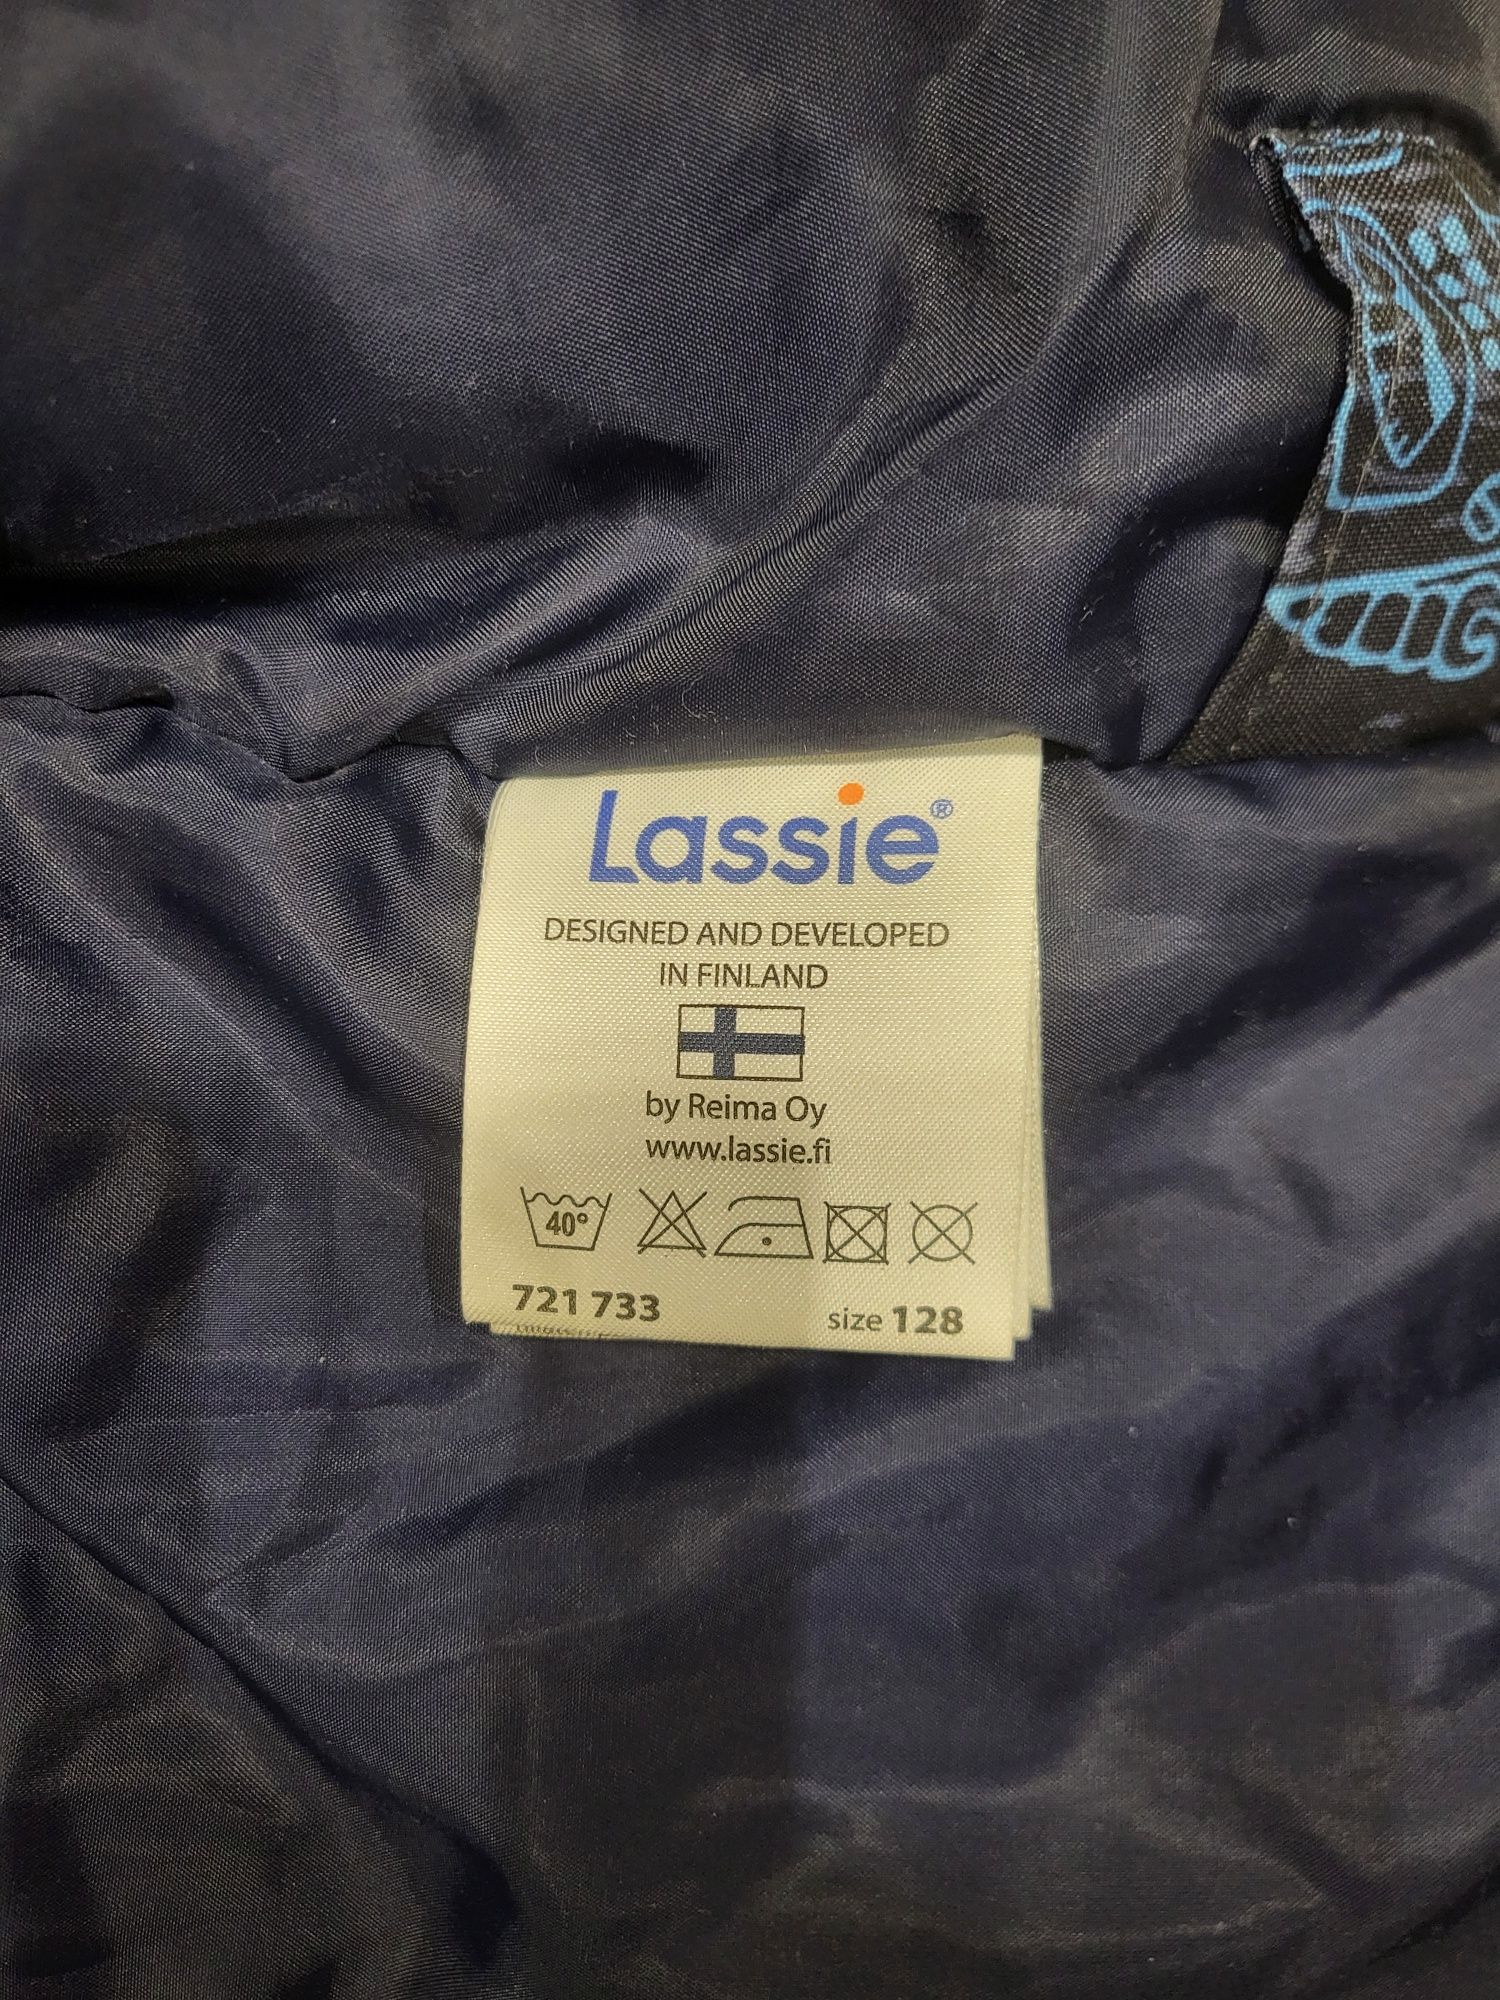 Lassie®
DESIGNED AND DEVELOPED
IN FINLAND
by Reima Oy
www.lassie.fi
40°
721 733
size 128